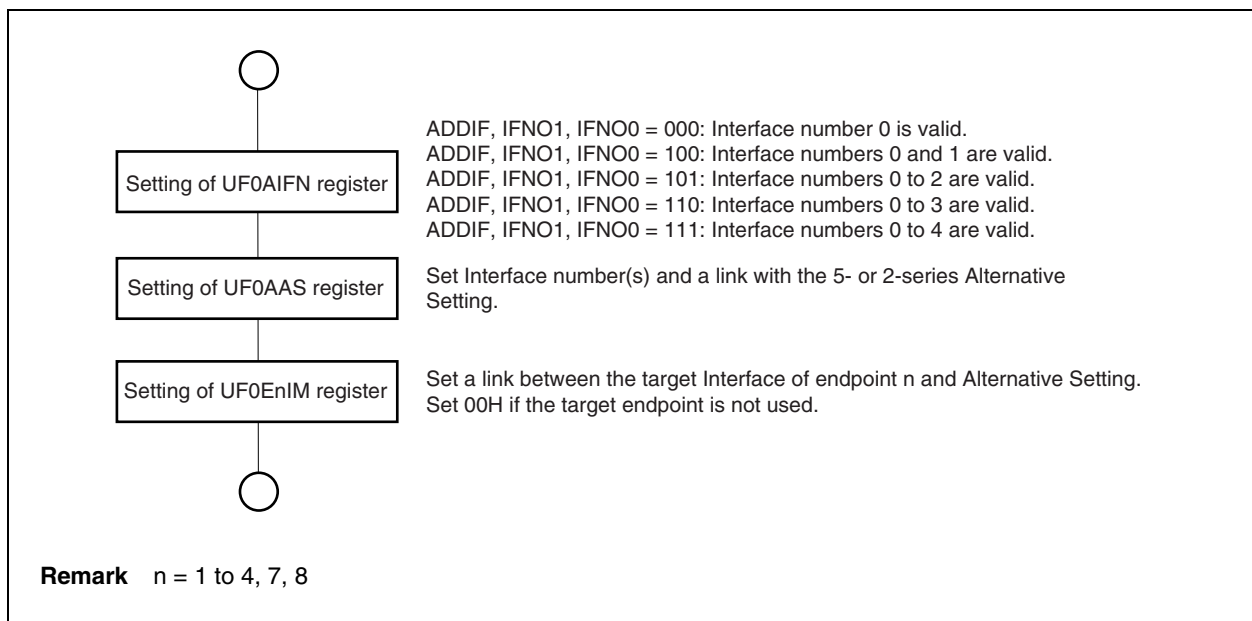 ADDIF, IFNO1, IFNO0 = 000: Interface number 0 is valid.
ADDIF, IFNO1, IFNO0 = 100: Interface numbers 0 and 1 are valid.
Setting of UF0AIFN register
ADDIF, IFNO1, IFNO0 = 101: Interface numbers 0 to 2 are valid.
ADDIF, IFNO1, IFNO0 = 110: Interface numbers 0 to 3 are valid.
ADDIF, IFNO1, IFNO0 = 111: Interface numbers 0 to 4 are valid.
Setting of UF0AAS register
Set Interface number(s) and a link with the 5- or 2-series Alternative
Setting.
Setting of UF0EnIM register
Set a link between the target Interface of endpoint n and Alternative Setting.
Set 00H if the target endpoint is not used.
Remark n = 1 to 4, 7, 8